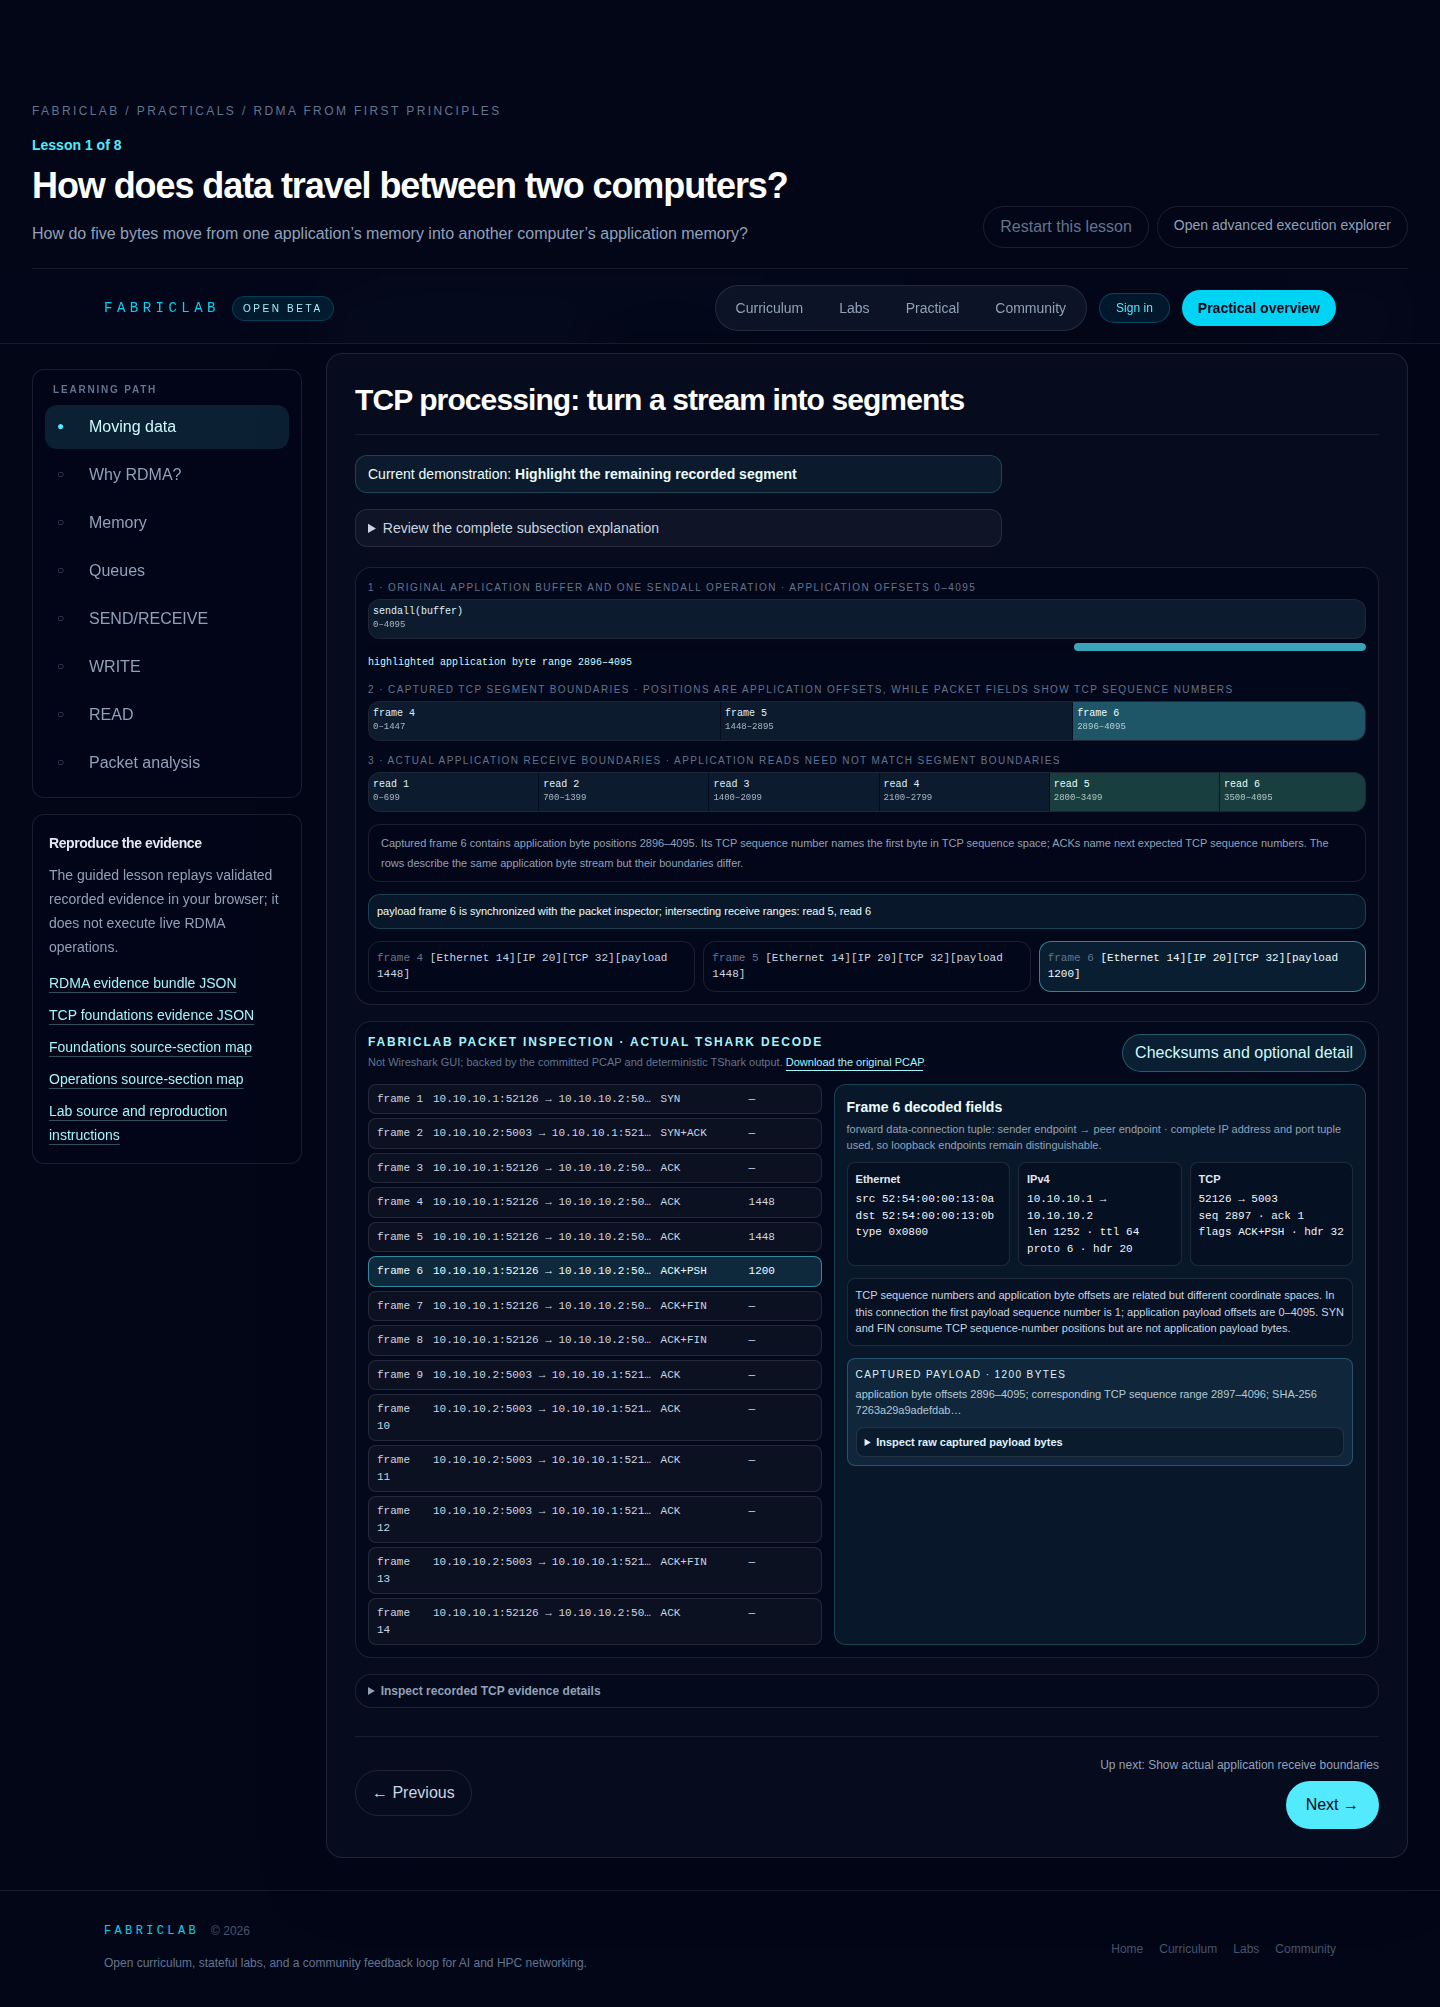 FABRICLAB / PRACTICALS / RDMA FROM FIRST PRINCIPLES
Lesson 1 of 8
How does data travel between two computers?
How do five bytes move from one application’s memory into another computer’s application memory?
Restart this lesson
Open advanced execution explorer
FABRICLAB
OPEN BETA
Curriculum
Labs
Practical
Community
Sign in
Practical overview
LEARNING PATH
● Moving data
○ Why RDMA?
○ Memory
○ Queues
○ SEND/RECEIVE
○ WRITE
○ READ
○ Packet analysis
Reproduce the evidence
The guided lesson replays validated
recorded evidence in your browser; it
does not execute live RDMA
operations.
RDMA evidence bundle JSON
TCP foundations evidence JSON
Foundations source-section map
Operations source-section map
Lab source and reproduction
instructions
TCP processing: turn a stream into segments
Current demonstration: Highlight the remaining recorded segment
▶ Review the complete subsection explanation
1 · ORIGINAL APPLICATION BUFFER AND ONE SENDALL OPERATION · APPLICATION OFFSETS 0–4095
sendall(buffer)
0–4095
highlighted application byte range 2896–4095
2 · CAPTURED TCP SEGMENT BOUNDARIES · POSITIONS ARE APPLICATION OFFSETS, WHILE PACKET FIELDS SHOW TCP SEQUENCE NUMBERS
frame 4
0–1447
frame 5
1448–2895
frame 6
2896–4095
3 · ACTUAL APPLICATION RECEIVE BOUNDARIES · APPLICATION READS NEED NOT MATCH SEGMENT BOUNDARIES
read 1
0–699
read 2
700–1399
read 3
1400–2099
read 4
2100–2799
read 5
2800–3499
read 6
3500–4095
Captured frame 6 contains application byte positions 2896–4095. Its TCP sequence number names the first byte in TCP sequence space; ACKs name next expected TCP sequence numbers. The
rows describe the same application byte stream but their boundaries differ.
payload frame 6 is synchronized with the packet inspector; intersecting receive ranges: read 5, read 6
frame 4 [Ethernet 14][IP 20][TCP 32][payload
1448]
frame 5 [Ethernet 14][IP 20][TCP 32][payload
1448]
frame 6 [Ethernet 14][IP 20][TCP 32][payload
1200]
FABRICLAB PACKET INSPECTION · ACTUAL TSHARK DECODE
Not Wireshark GUI; backed by the committed PCAP and deterministic TShark output. Download the original PCAP.
Checksums and optional detail
frame 1 10.10.10.1:52126 → 10.10.10.2:50… SYN –
frame 2 10.10.10.2:5003 → 10.10.10.1:521… SYN+ACK –
frame 3 10.10.10.1:52126 → 10.10.10.2:50… ACK –
frame 4 10.10.10.1:52126 → 10.10.10.2:50… ACK 1448
frame 5 10.10.10.1:52126 → 10.10.10.2:50… ACK 1448
frame 6 10.10.10.1:52126 → 10.10.10.2:50… ACK+PSH 1200
frame 7 10.10.10.1:52126 → 10.10.10.2:50… ACK+FIN –
frame 8 10.10.10.1:52126 → 10.10.10.2:50… ACK+FIN –
frame 9 10.10.10.2:5003 → 10.10.10.1:521… ACK –
frame 10.10.10.2:5003 → 10.10.10.1:521… ACK –
10
frame 10.10.10.2:5003 → 10.10.10.1:521… ACK –
11
frame 10.10.10.2:5003 → 10.10.10.1:521… ACK –
12
frame 10.10.10.2:5003 → 10.10.10.1:521… ACK+FIN –
13
frame 10.10.10.1:52126 → 10.10.10.2:50… ACK –
14
Frame 6 decoded fields
forward data-connection tuple: sender endpoint → peer endpoint · complete IP address and port tuple
used, so loopback endpoints remain distinguishable.
Ethernet
src 52:54:00:00:13:0a
dst 52:54:00:00:13:0b
type 0x0800
IPv4
10.10.10.1 →
10.10.10.2
len 1252 · ttl 64
proto 6 · hdr 20
TCP
52126 → 5003
seq 2897 · ack 1
flags ACK+PSH · hdr 32
TCP sequence numbers and application byte offsets are related but different coordinate spaces. In
this connection the first payload sequence number is 1; application payload offsets are 0–4095. SYN
and FIN consume TCP sequence-number positions but are not application payload bytes.
CAPTURED PAYLOAD · 1200 BYTES
application byte offsets 2896–4095; corresponding TCP sequence range 2897–4096; SHA-256
7263a29a9adefdab…
▶ Inspect raw captured payload bytes
▶ Inspect recorded TCP evidence details
← Previous
Up next: Show actual application receive boundaries
Next →
FABRICLAB © 2026
Open curriculum, stateful labs, and a community feedback loop for AI and HPC networking.
Home
Curriculum
Labs
Community